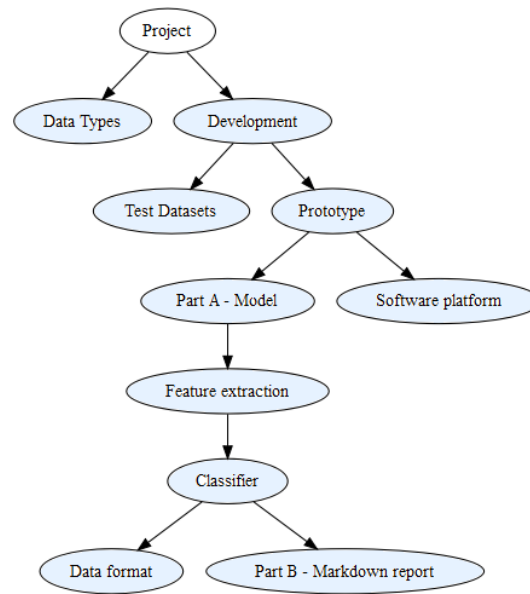 Project
Data Types
Development
Test Datasets
Prototype
Part A - Model
Software platform
Feature extraction
Classifier
Data format
Part B - Markdown report